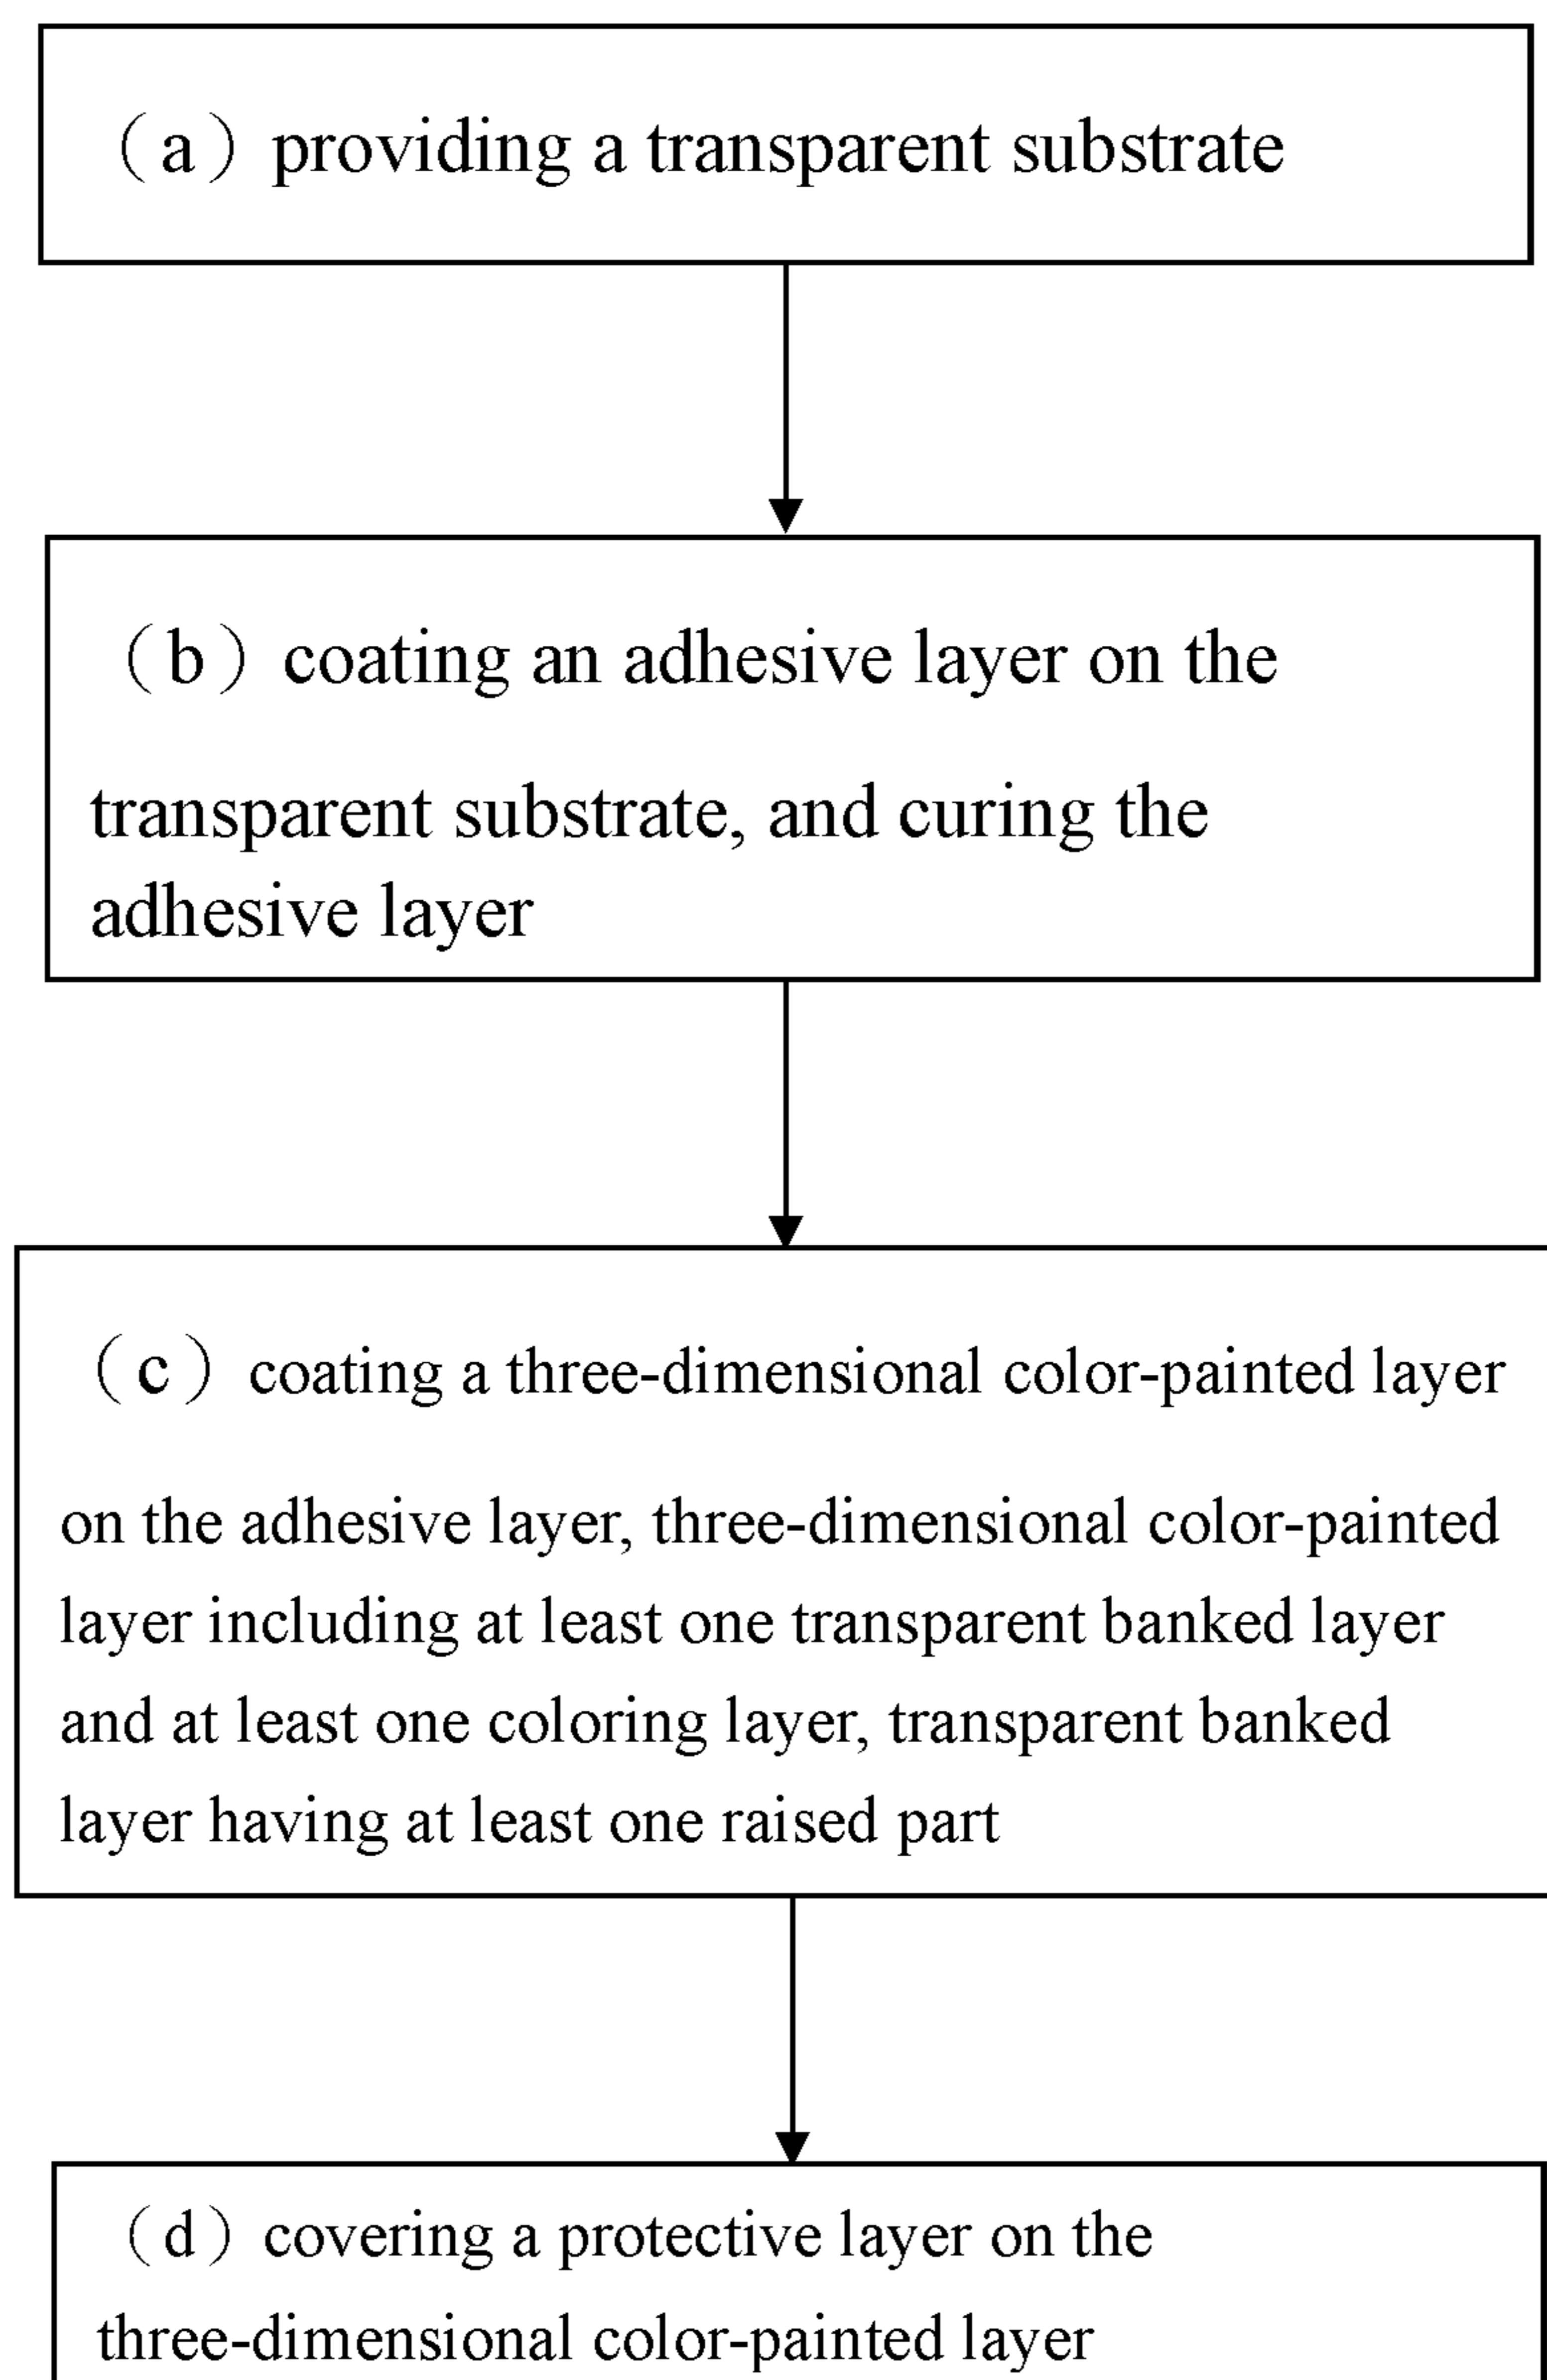 （a）providing a transparent substrate
（b）coating an adhesive layer on the
transparent substrate, and curing the
adhesive layer
（c）coating a three-dimensional color-painted layer
on the adhesive layer, three-dimensional color-painted
layer including at least one transparent banked layer
and at least one coloring layer, transparent banked
layer having at least one raised part
（d）covering a protective layer on the
three-dimensional color-painted layer